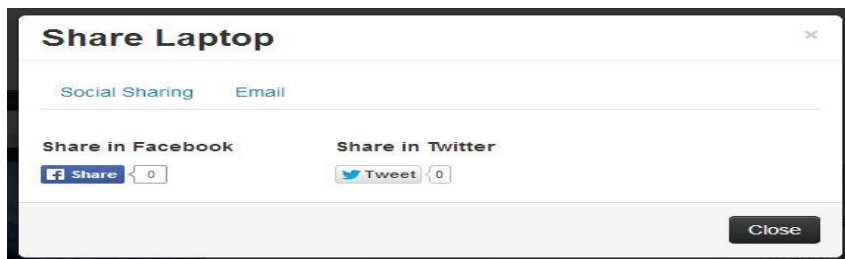 Share Laptop ×
Social Sharing Email
Share in Facebook Share in Twitter
Share 0 Tweet 0
Close